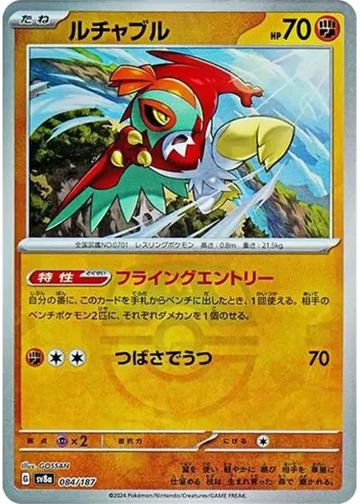 たね ルチャブル HP 70
全国図鑑NO.0701 レスリングポケモン 高さ：0.8m 重さ：21.5kg
特性 とくせい フライングエントリー
自分の番に、このカードを手札からベンチに出したとき、1回使える。相手の
ベンチポケモン2匹に、それぞれダメカンを1個のせる。
つばさでうつ 70
弱点 ×2 抵抗力 にげる
Illus. GOSSAN
G sv8a 084/187
©2024 Pokémon/Nintendo/Creatures/GAME FREAK.